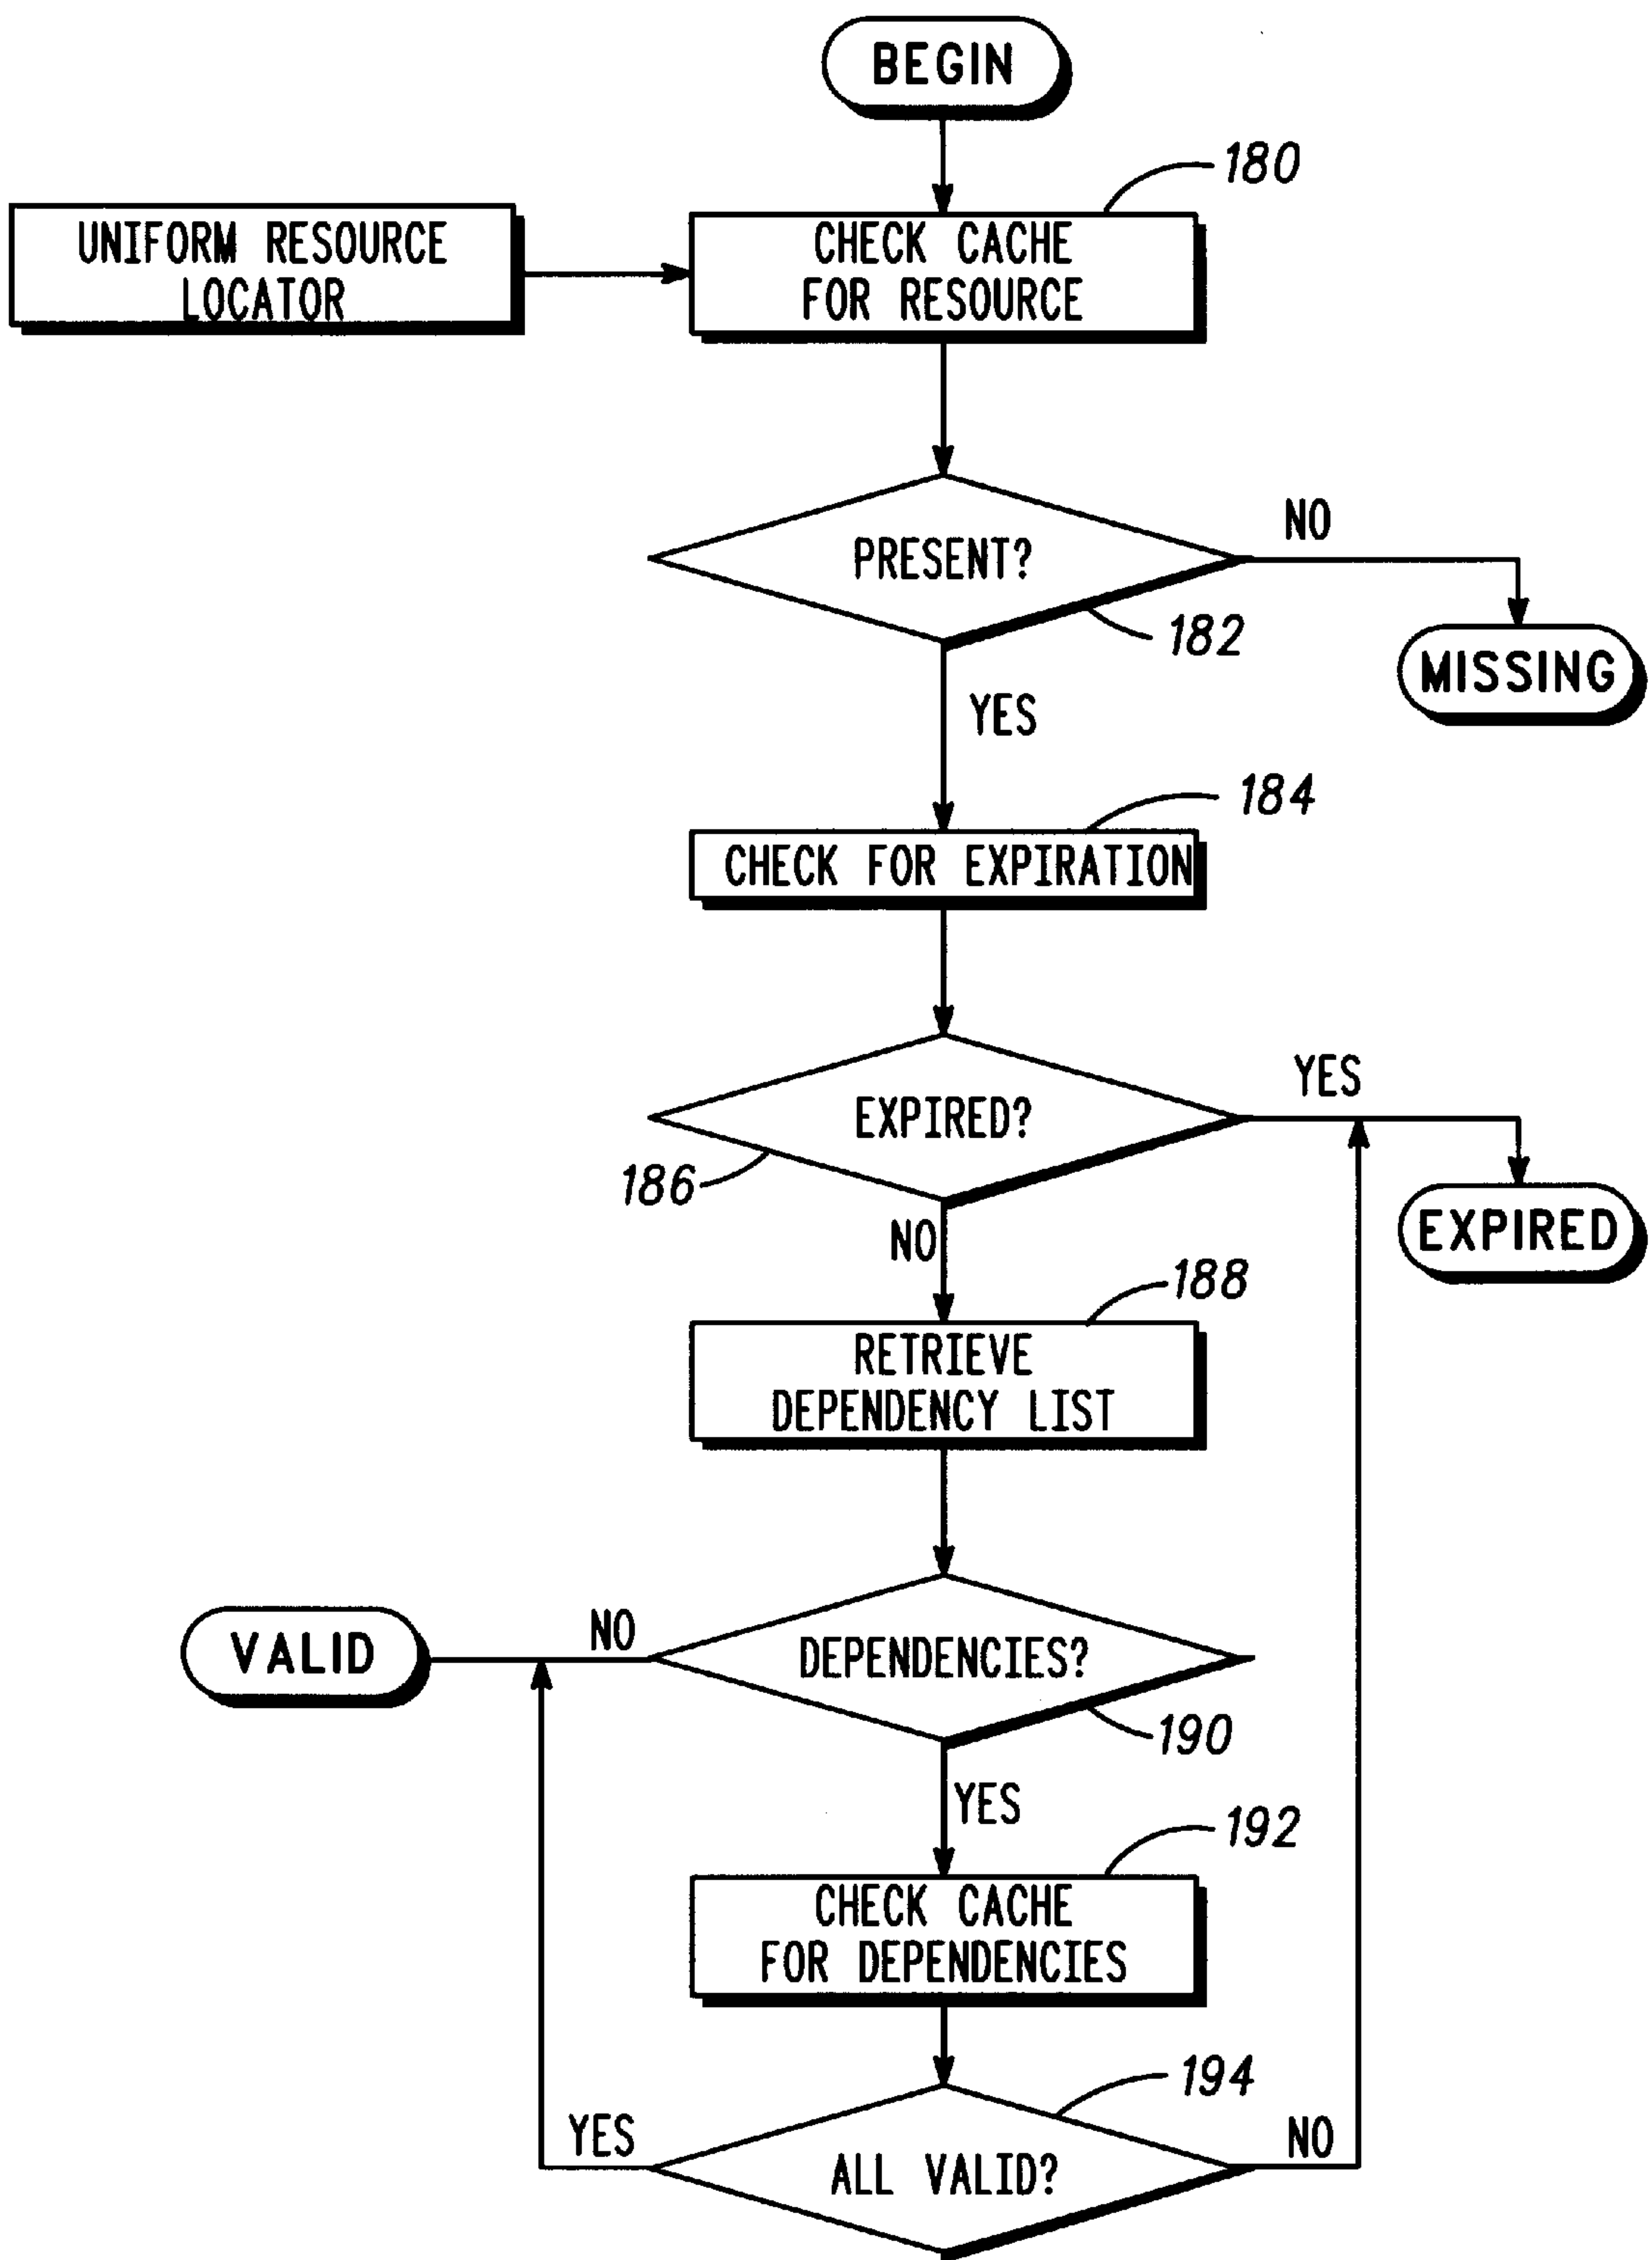 BEGIN
180
UNIFORM RESOURCE
LOCATOR
CHECK CACHE
FOR RESOURCE
PRESENT?
NO
182
MISSING
YES
184
CHECK FOR EXPIRATION
EXPIRED?
YES
186
EXPIRED
NO
188
RETRIEVE
DEPENDENCY LIST
VALID
NO
DEPENDENCIES?
190
YES
192
CHECK CACHE
FOR DEPENDENCIES
194
YES
ALL VALID?
NO